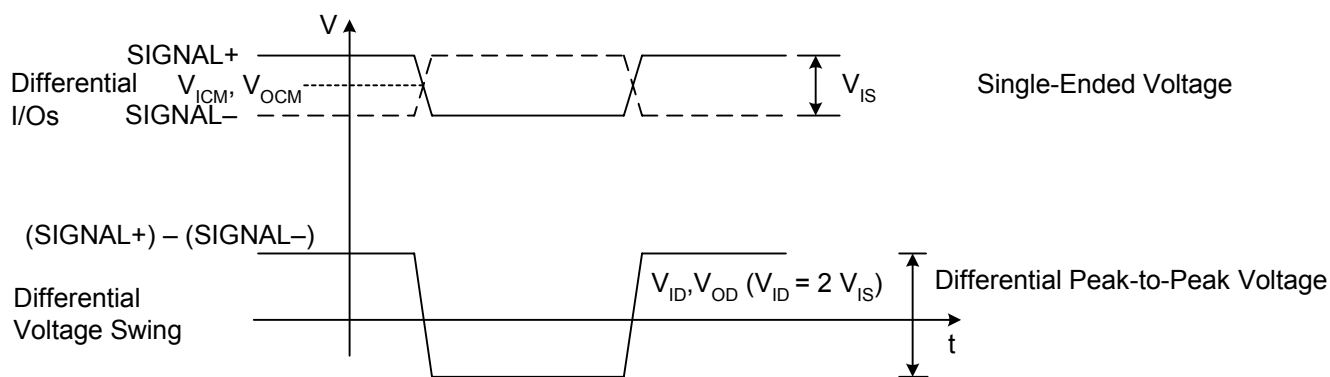 V
SIGNAL+
Differential
I/Os
V_ICM, V_OCM
SIGNAL–
V_IS
Single-Ended Voltage
(SIGNAL+) – (SIGNAL–)
Differential
Voltage Swing
V_ID,V_OD (V_ID = 2 V_IS)
Differential Peak-to-Peak Voltage
t